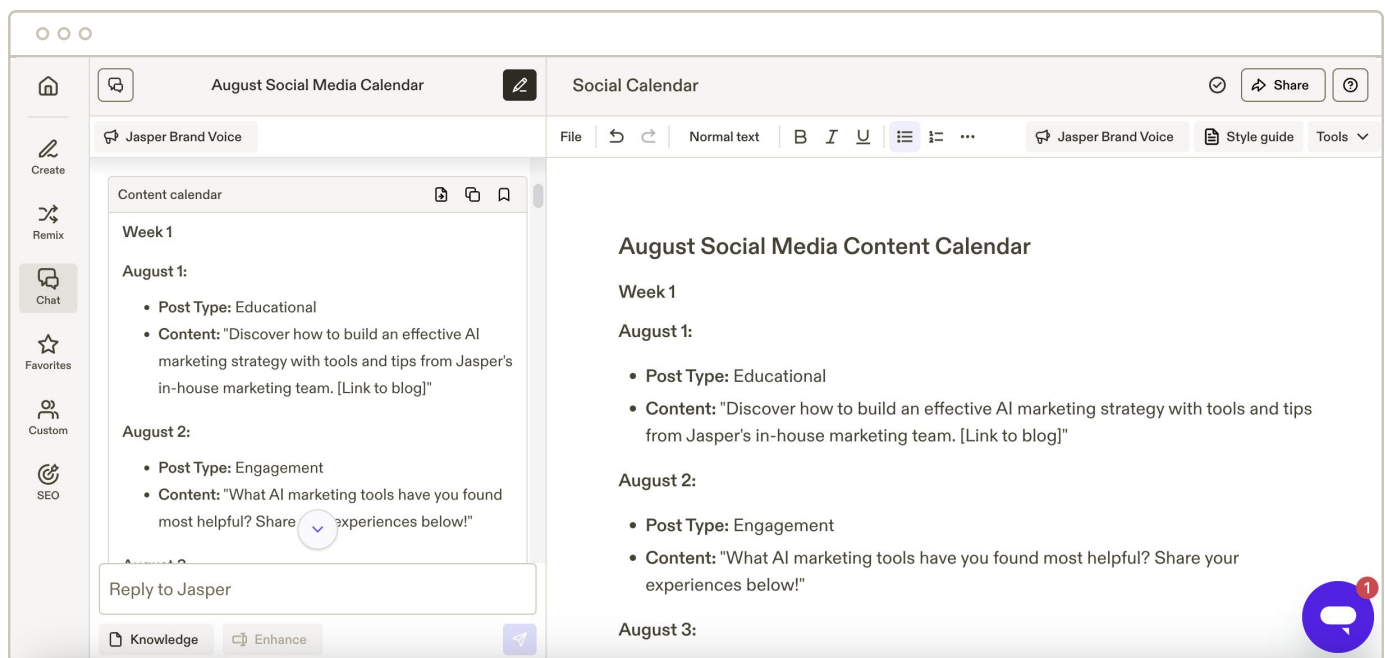 Create
Remix
Chat
Favorites
Custom
SEO
August Social Media Calendar
Jasper Brand Voice
Content calendar
Week 1
August 1:
• Post Type: Educational
• Content: "Discover how to build an effective AI
marketing strategy with tools and tips from Jasper's
in-house marketing team. [Link to blog]"
August 2:
• Post Type: Engagement
• Content: "What AI marketing tools have you found
most helpful? Share experiences below!"
Reply to Jasper
Knowledge
Enhance
Social Calendar
Share
File
Normal text
B I U
Jasper Brand Voice
Style guide
Tools
August Social Media Content Calendar
Week 1
August 1:
• Post Type: Educational
• Content: "Discover how to build an effective AI marketing strategy with tools and tips
from Jasper's in-house marketing team. [Link to blog]"
August 2:
• Post Type: Engagement
• Content: "What AI marketing tools have you found most helpful? Share your
experiences below!"
August 3:
1